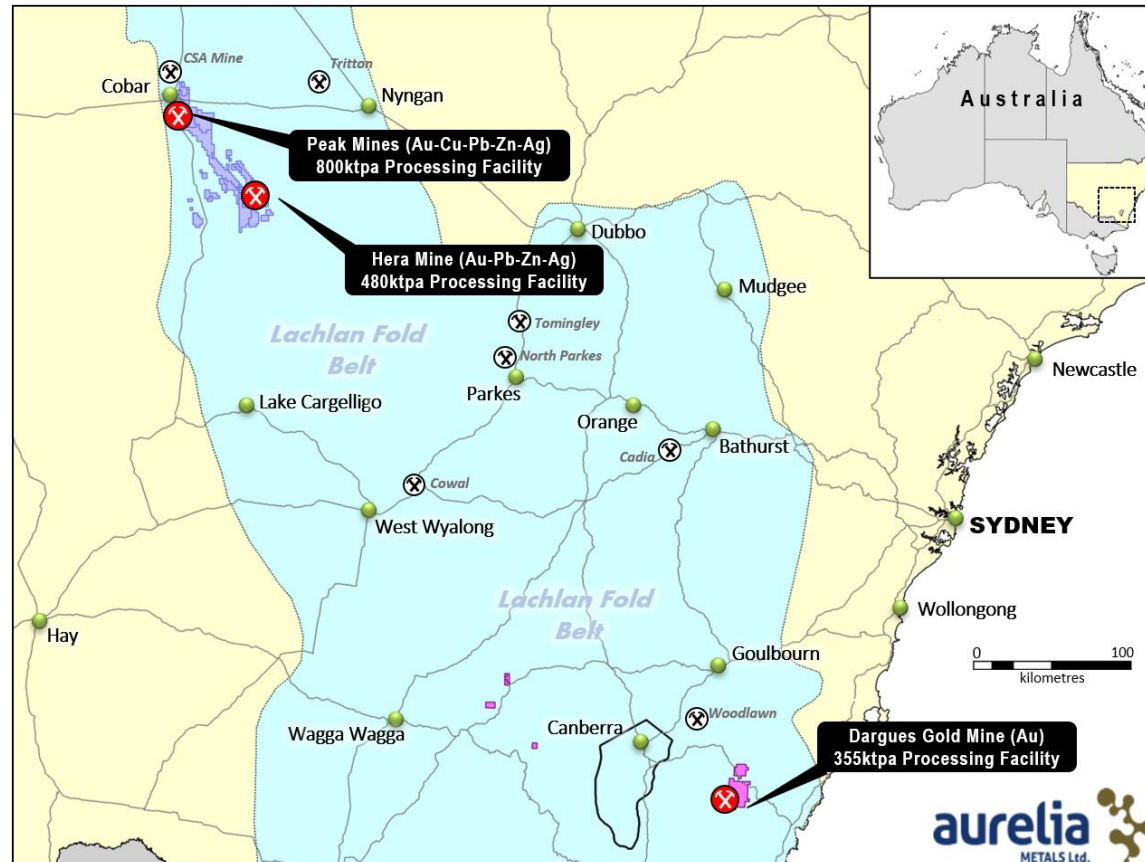 CSA Mine
Tritton
Cobar
Nyngan
Peak Mines (Au-Cu-Pb-Zn-Ag)
800ktpa Processing Facility
Hera Mine (Au-Pb-Zn-Ag)
480ktpa Processing Facility
Australia
Dubbo
Mudgee
Tomingley
Lachlan Fold
Belt
North Parkes
Newcastle
Parkes
Lake Cargelligo
Orange
Bathurst
Cadia
Cowal
West Wyalong
SYDNEY
Lachlan Fold
Belt
Wollongong
Hay
Goulbourn
0 100
kilometres
Woodlawn
Wagga Wagga
Canberra
Dargues Gold Mine (Au)
355ktpa Processing Facility
aurelia
METALS Ltd.